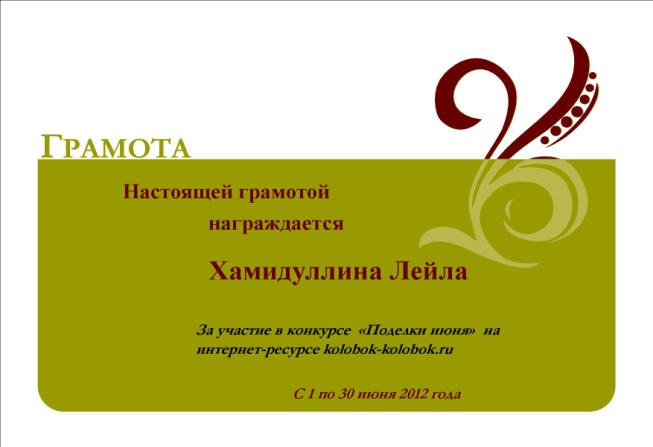 ГРАМОТА
Настоящей грамотой
награждается
Хамидуллина Лейла
За участие в конкурсе «Поделки июня» на
интернет-ресурсе kolobok-kolobok.ru
С 1 по 30 июня 2012 года